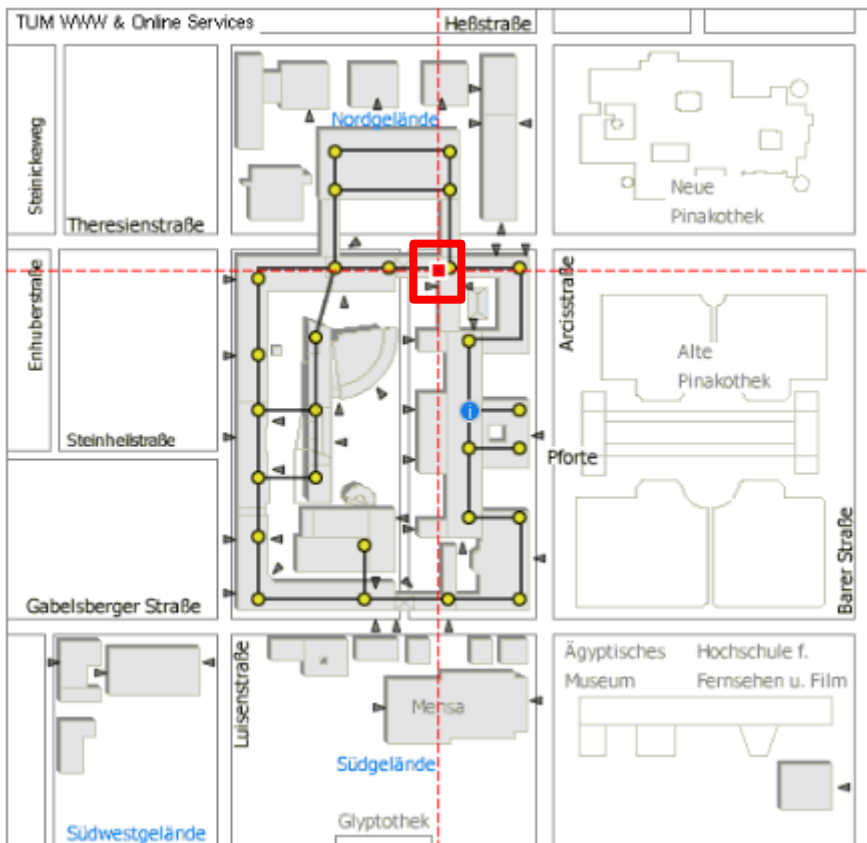 TUM WWW & Online Services
Heßstraße
Nordgelände
Steinickeweg
Theresienstraße
Neue
Pinakothek
Enhuberstraße
Arcisstraße
Alte
Pinakothek
i
Steinheilstraße
Pforte
Barer Straße
Gabelsberger Straße
Luisenstraße
Ägyptisches
Museum
Hochschule f.
Fernsehen u. Film
Mensa
Südgelände
Glyptothek
Südwestgelände